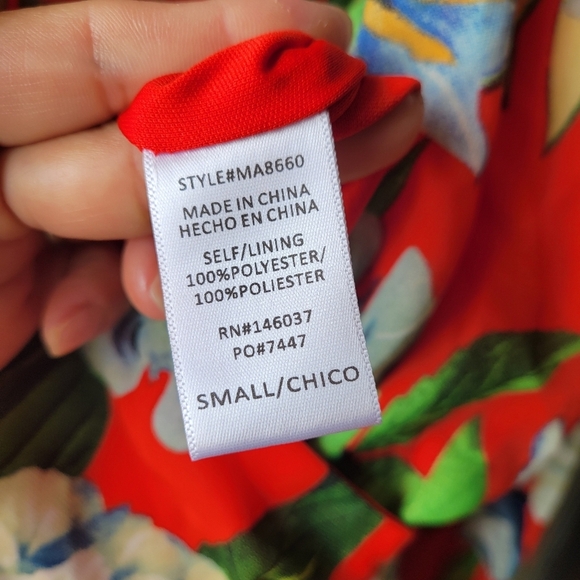 STYLE#MA8660
MADE IN CHINA
HECHO EN CHINA
SELF/LINING
100%POLYESTER/
100%POLIESTER
RN#146037
PO#7447
SMALL/CHICO